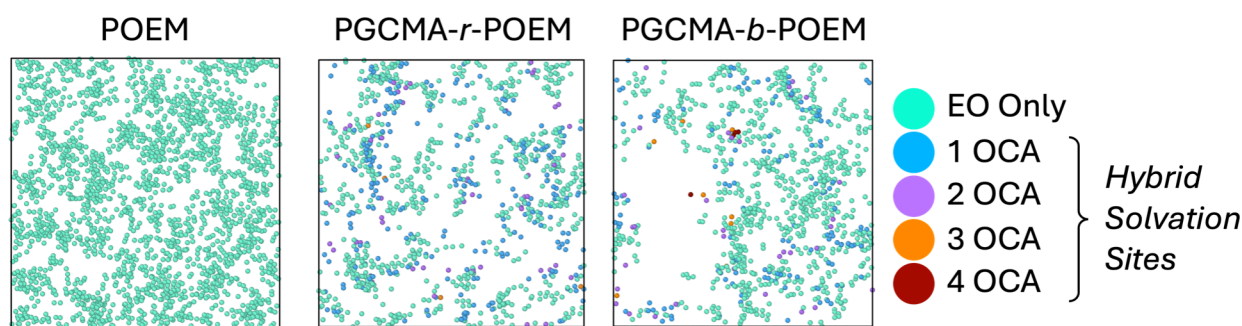 POEM
PGCMA-r-POEM
PGCMA-b-POEM
EO Only
1 OCA
2 OCA
3 OCA
4 OCA
Hybrid
Solvation
Sites